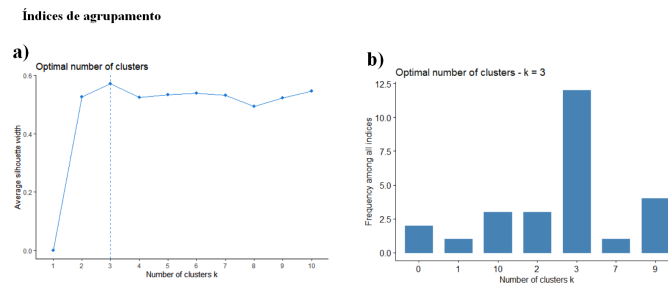 Índices de agrupamento
a)
Optimal number of clusters
0.6
0.4
0.2
0.0
Average silhouette width
1 2 3 4 5 6 7 8 9 10
Number of clusters k
b)
Optimal number of clusters - k = 3
12.5
10.0
7.5
5.0
2.5
0.0
Frequency among all indices
0 1 10 2 3 7 9
Number of clusters k